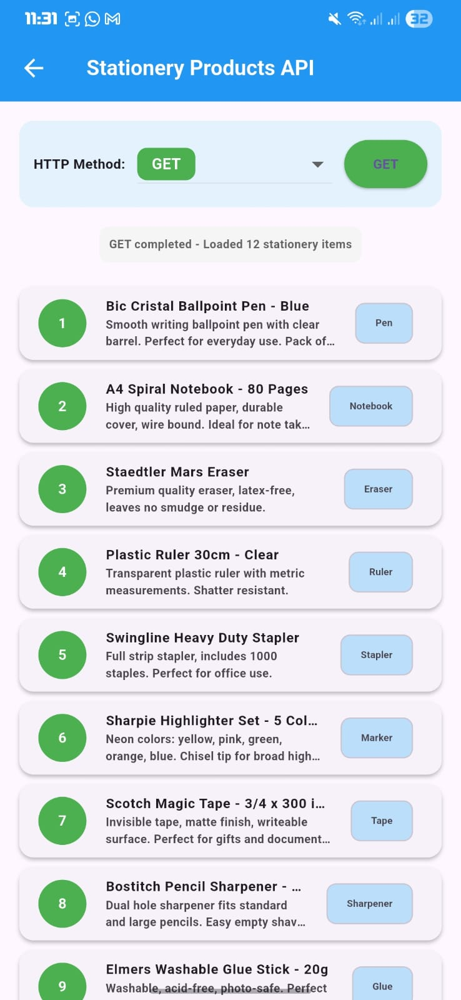 11:31
32
Stationery Products API
HTTP Method: GET GET
GET completed - Loaded 12 stationery items
1
Bic Cristal Ballpoint Pen - Blue
Smooth writing ballpoint pen with clear
barrel. Perfect for everyday use. Pack of…
Pen
2
A4 Spiral Notebook - 80 Pages
High quality ruled paper, durable
cover, wire bound. Ideal for note tak…
Notebook
3
Staedtler Mars Eraser
Premium quality eraser, latex-free,
leaves no smudge or residue.
Eraser
4
Plastic Ruler 30cm - Clear
Transparent plastic ruler with metric
measurements. Shatter resistant.
Ruler
5
Swingline Heavy Duty Stapler
Full strip stapler, includes 1000
staples. Perfect for office use.
Stapler
6
Sharpie Highlighter Set - 5 Col…
Neon colors: yellow, pink, green,
orange, blue. Chisel tip for broad high…
Marker
7
Scotch Magic Tape - 3/4 x 300 i…
Invisible tape, matte finish, writeable
surface. Perfect for gifts and document…
Tape
8
Bostitch Pencil Sharpener - …
Dual hole sharpener fits standard
and large pencils. Easy empty shav…
Sharpener
9
Elmers Washable Glue Stick - 20g
Washable, acid-free, photo-safe. Perfect
Glue